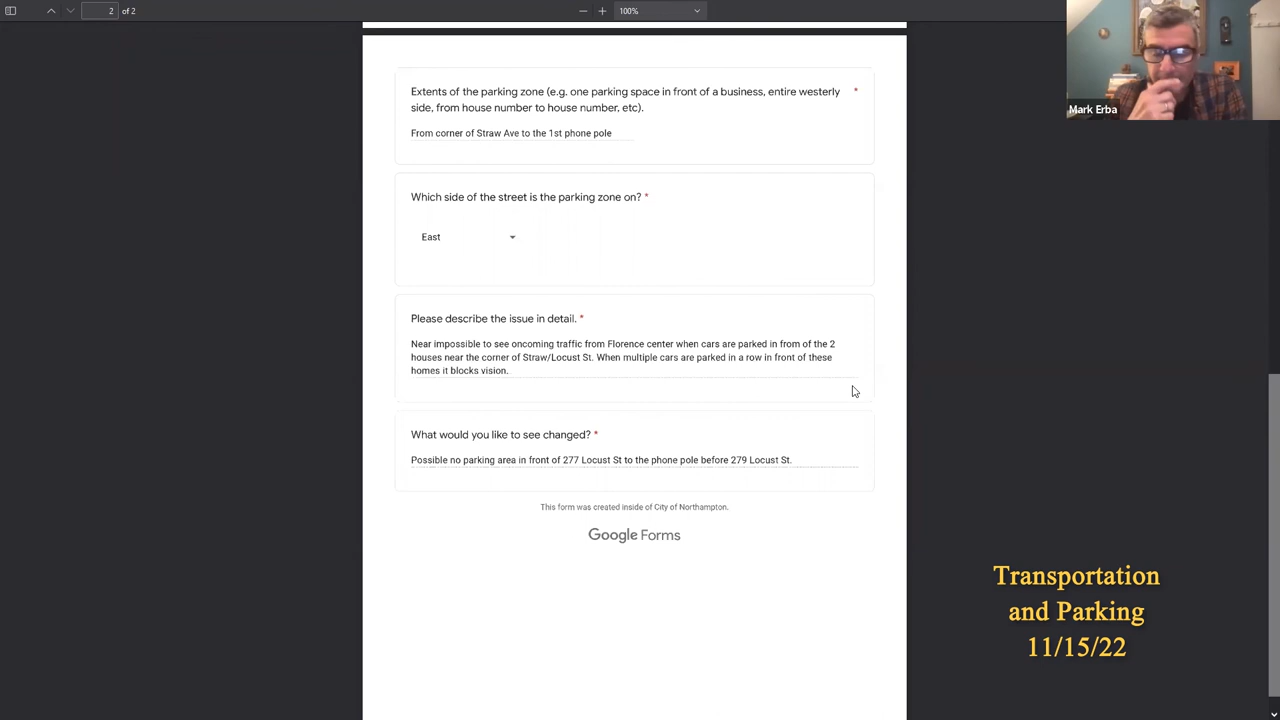 2 of 2
100%
Mark Erba
Extents of the parking zone (e.g. one parking space in front of a business, entire westerly *
side, from house number to house number, etc).
From corner of Straw Ave to the 1st phone pole
Which side of the street is the parking zone on? *
East
Please describe the issue in detail. *
Near impossible to see oncoming traffic from Florence center when cars are parked in from of the 2
houses near the corner of Straw/Locust St. When multiple cars are parked in a row in front of these
homes it blocks vision.
What would you like to see changed? *
Possible no parking area in front of 277 Locust St to the phone pole before 279 Locust St.
This form was created inside of City of Northampton.
Google Forms
Transportation
and Parking
11/15/22